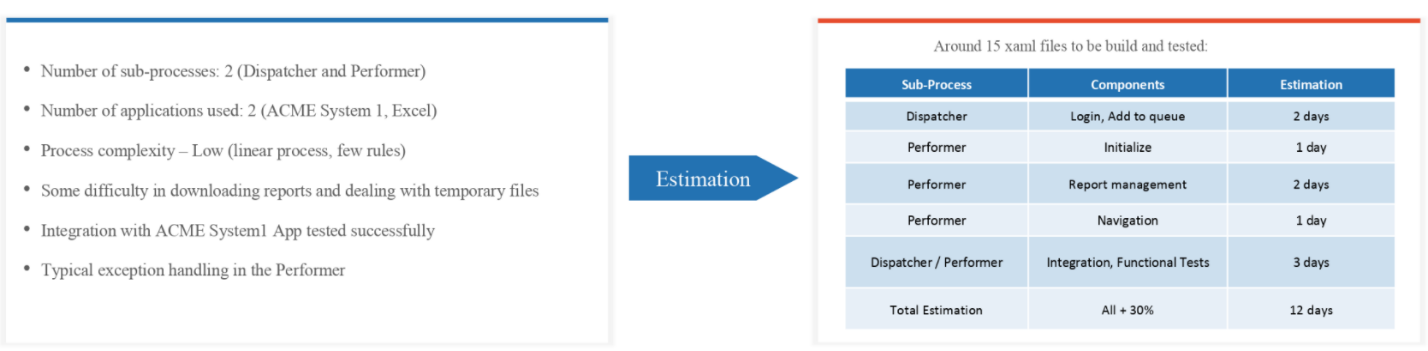 • Number of sub-processes: 2 (Dispatcher and Performer)
• Number of applications used: 2 (ACME System 1, Excel)
• Process complexity – Low (linear process, few rules)
• Some difficulty in downloading reports and dealing with temporary files
• Integration with ACME System1 App tested successfully
• Typical exception handling in the Performer
Estimation
Around 15 xaml files to be build and tested:
Sub-Process Components Estimation
Dispatcher Login, Add to queue 2 days
Performer Initialize 1 day
Performer Report management 2 days
Performer Navigation 1 day
Dispatcher / Performer Integration, Functional Tests 3 days
Total Estimation All + 30% 12 days